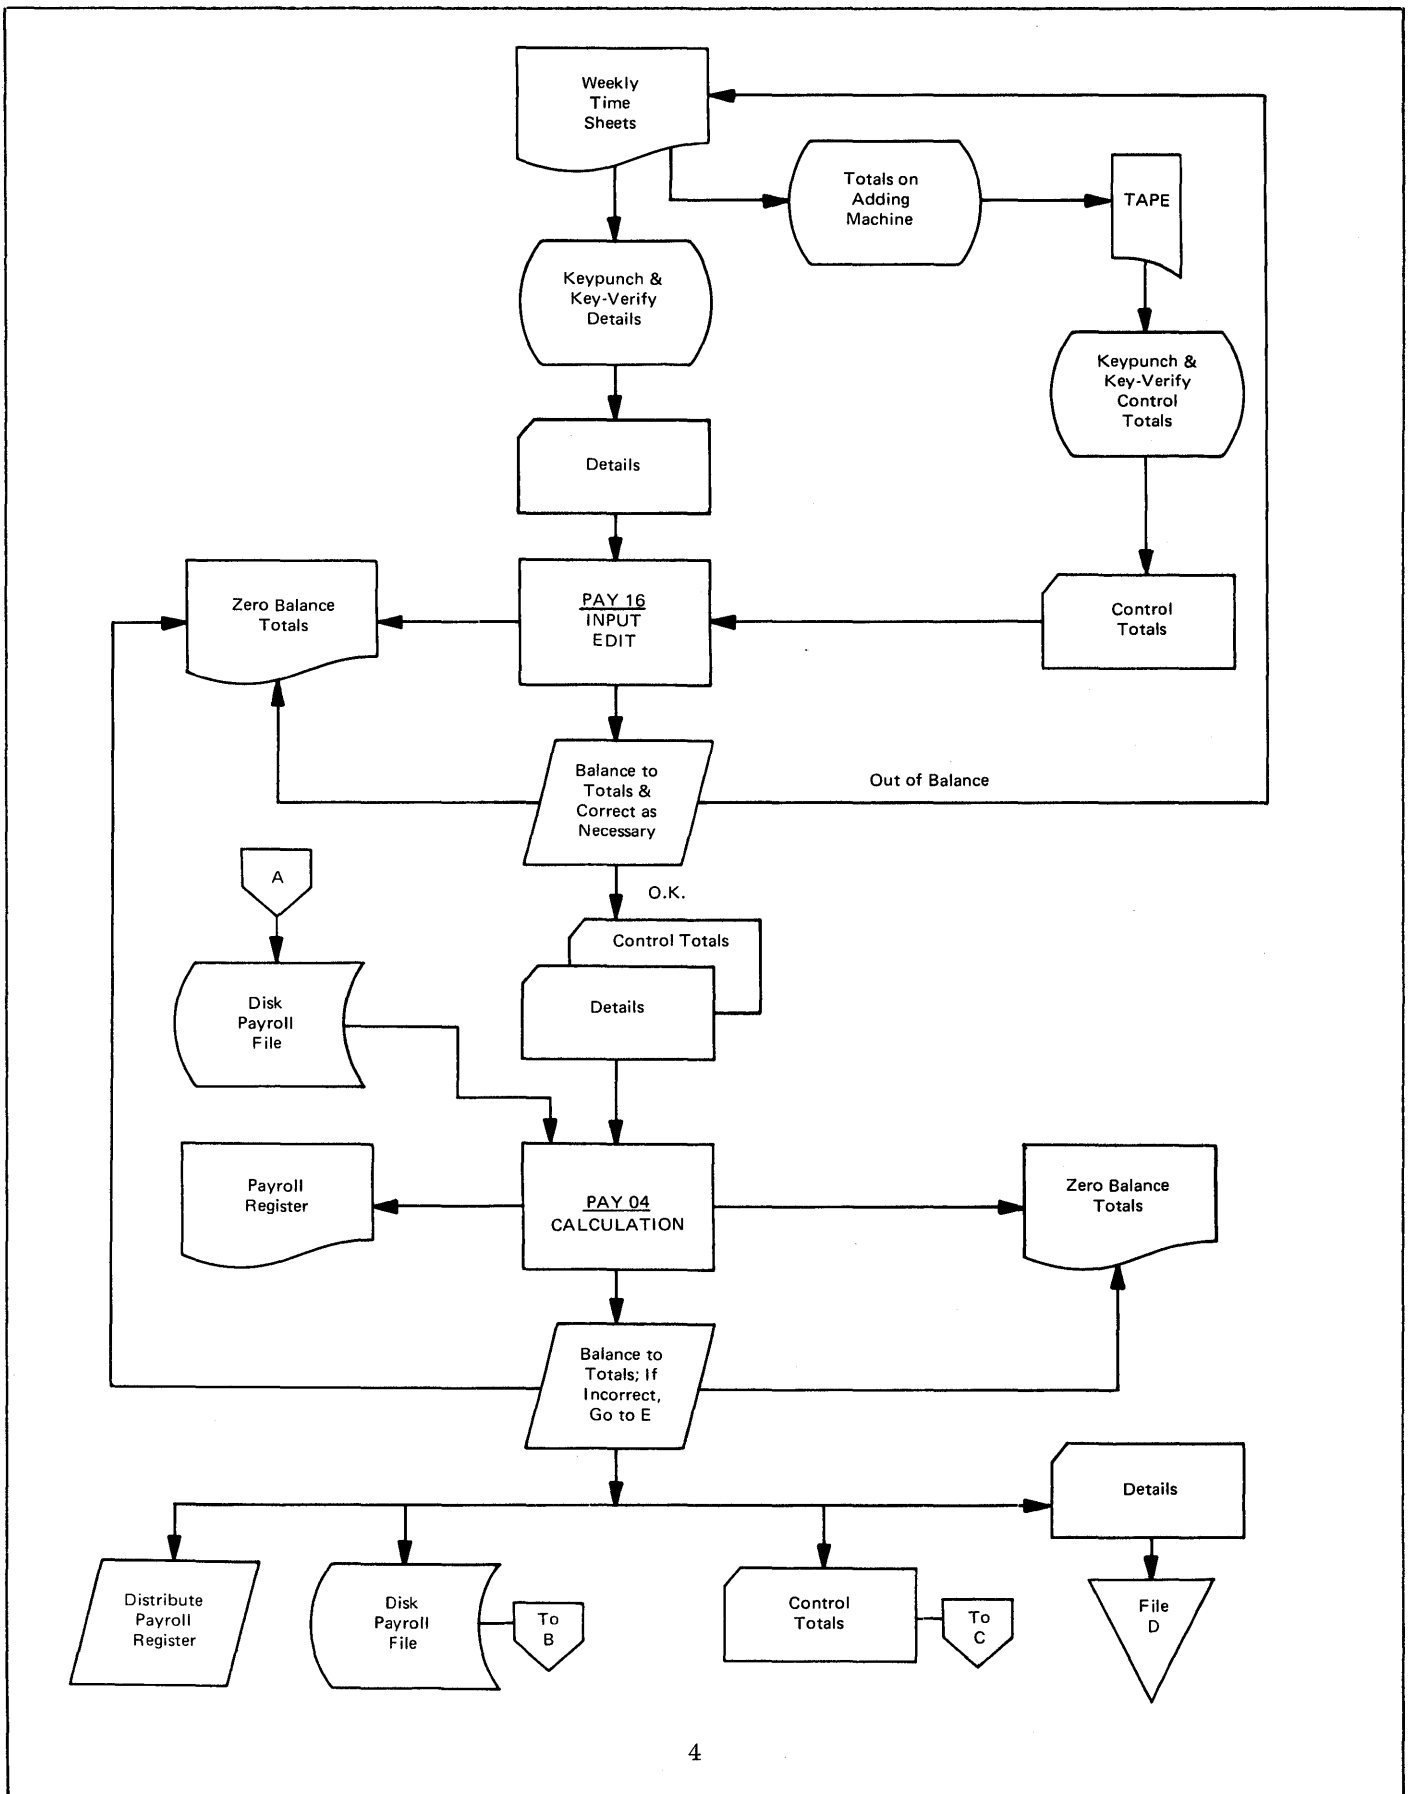 Weekly
Time
Sheets
Totals on
Adding
Machine
TAPE
Keypunch &
Key-Verify
Details
Keypunch &
Key-Verify
Control
Totals
Details
Zero Balance
Totals
PAY 16
INPUT
EDIT
Control
Totals
Balance to
Totals &
Correct as
Necessary
Out of Balance
A
O.K.
Control Totals
Disk
Payroll
File
Details
Payroll
Register
PAY 04
CALCULATION
Zero Balance
Totals
Balance to
Totals; If
Incorrect,
Go to E
Details
Distribute
Payroll
Register
Disk
Payroll
File
To
B
Control
Totals
To
C
File
D
4